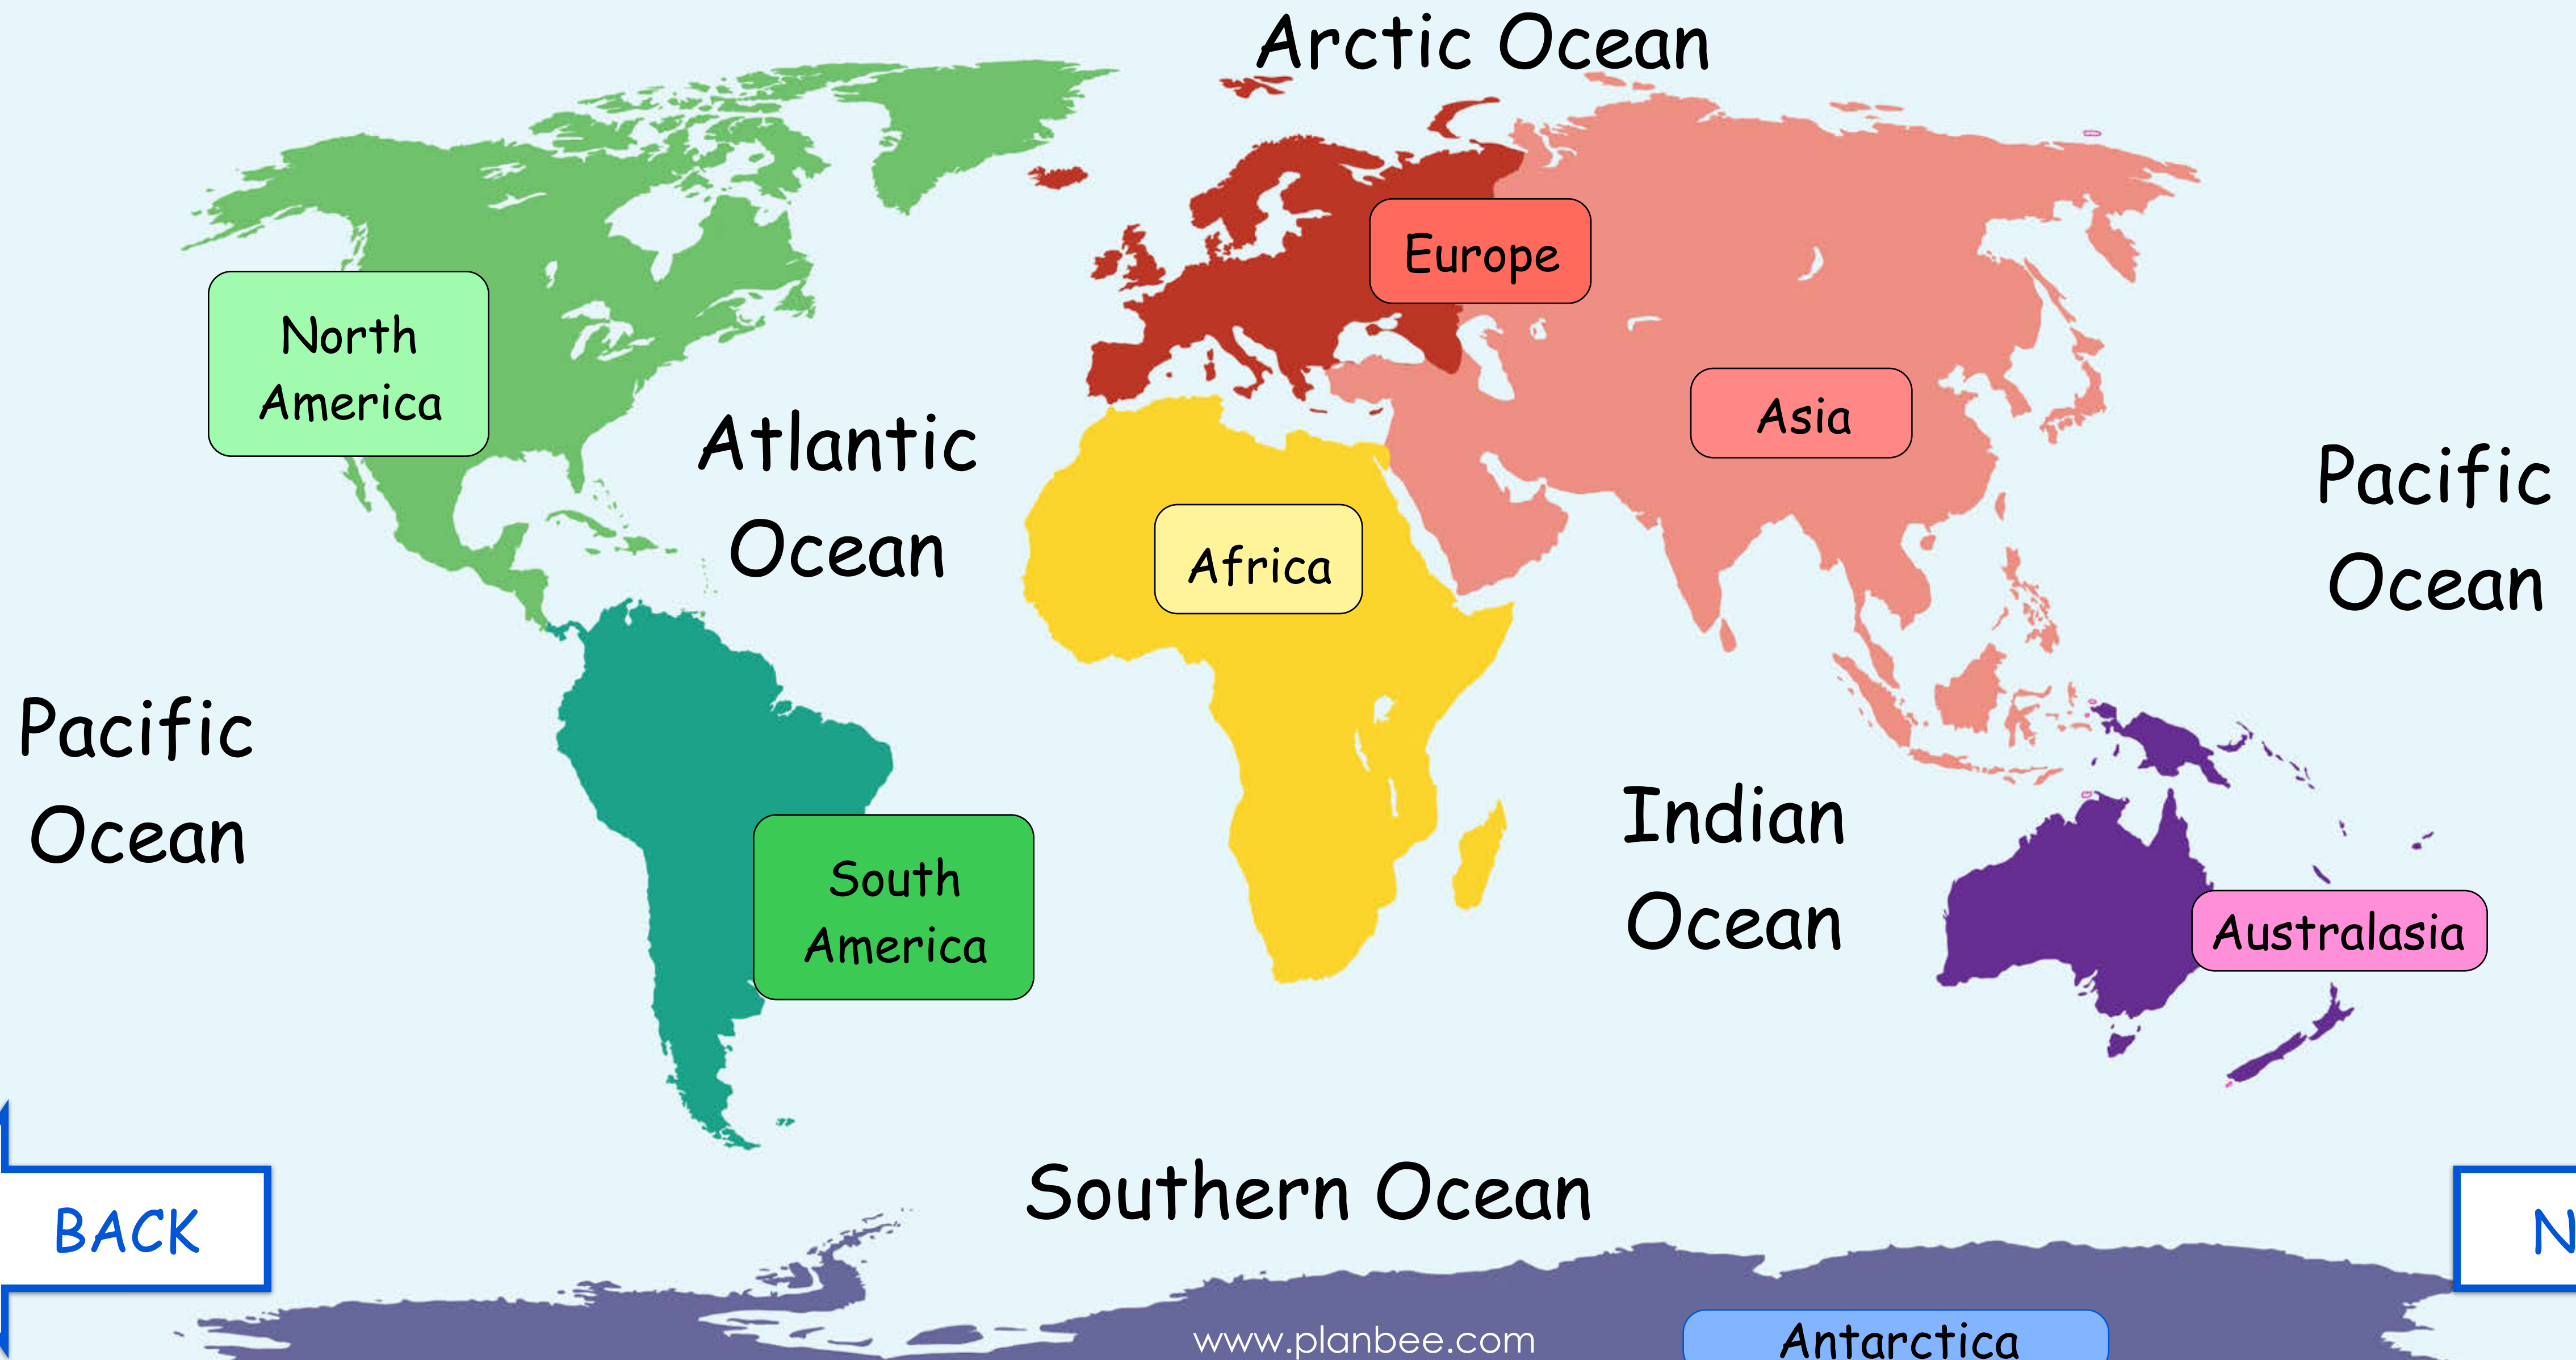 Arctic Ocean
Europe
North
America
Asia
Atlantic
Ocean
Pacific
Ocean
Africa
Pacific
Ocean
Indian
Ocean
South
America
Australasia
Southern Ocean
BACK
N
www.planbee.com
Antarctica